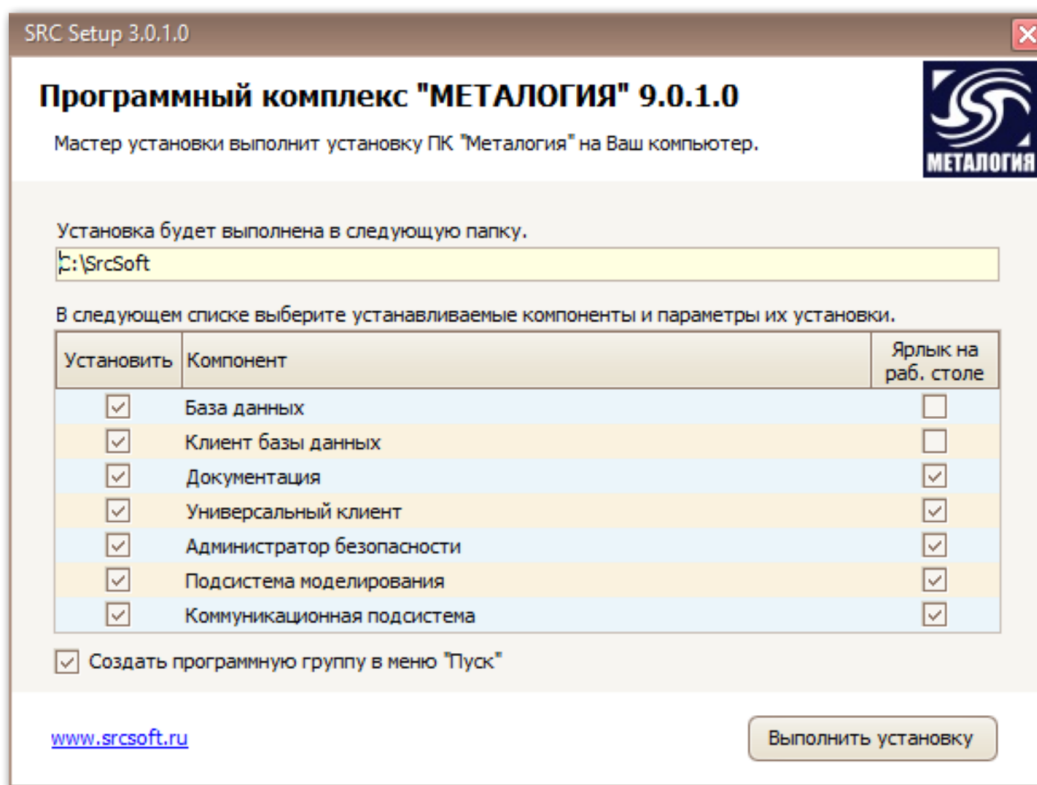 SRC Setup 3.0.1.0
Программный комплекс "МЕТАЛОГИЯ" 9.0.1.0
Мастер установки выполнит установку ПК "Металогия" на Ваш компьютер.
МЕТАЛОГИЯ
Установка будет выполнена в следующую папку.
C:\SrcSoft
В следующем списке выберите устанавливаемые компоненты и параметры их установки.
Установить Компонент Ярлык на
раб. столе
База данных
Клиент базы данных
Документация
Универсальный клиент
Администратор безопасности
Подсистема моделирования
Коммуникационная подсистема
Создать программную группу в меню "Пуск"
www.srcsoft.ru Выполнить установку